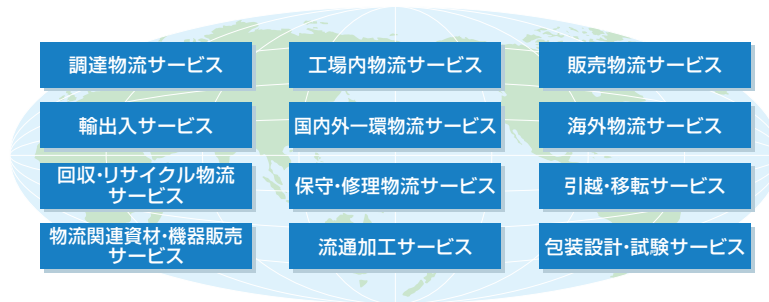 調達物流サービス
工場内物流サービス
販売物流サービス
輸出入サービス
国内外一環物流サービス
海外物流サービス
回収・リサイクル物流
サービス
保守・修理物流サービス
引越・移転サービス
物流関連資材・機器販売
サービス
流通加工サービス
包装設計・試験サービス